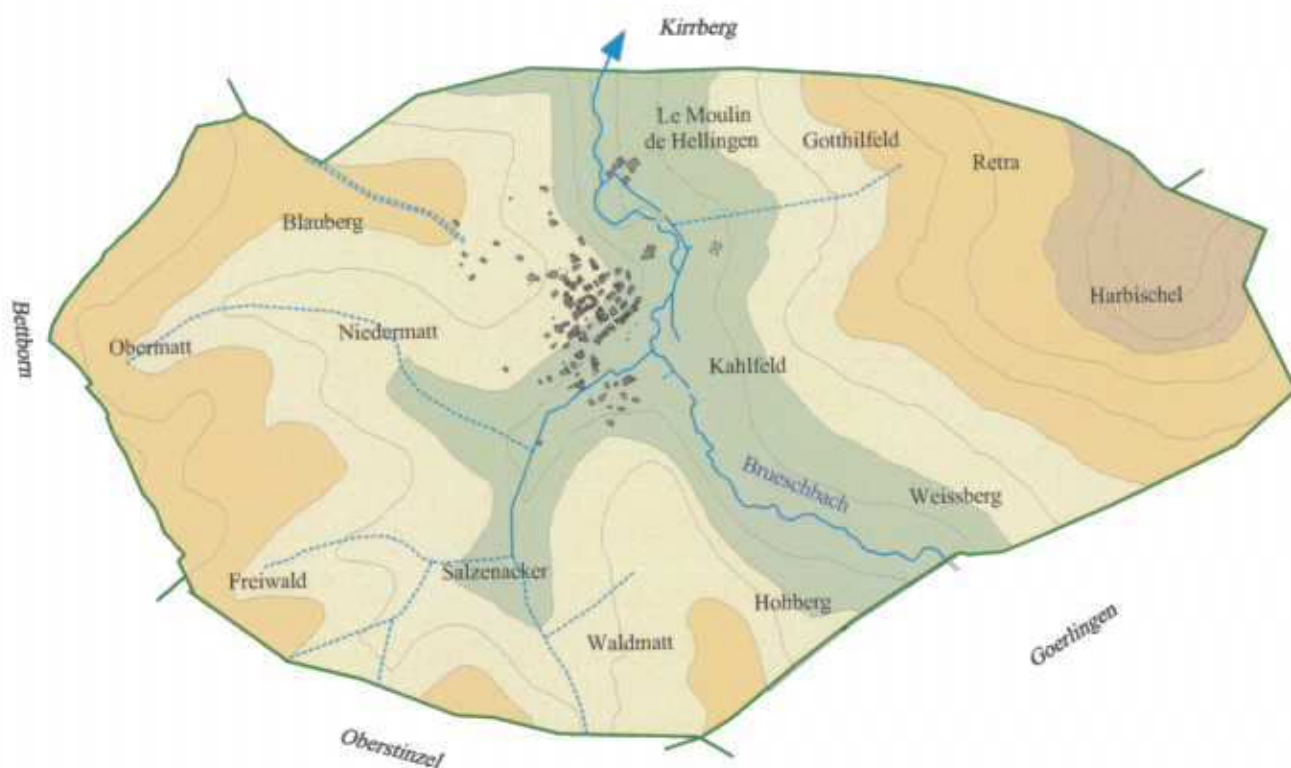 Kirrberg
Le Moulin
de Hellingen
Gotthilfeld
Retra
Blauberg
Harbischel
Bettborn
Obermatt
Niedermatt
Kahlfeld
Brueschbach
Weissberg
Freiwald
Salzenacker
Hohberg
Waldmatt
Goerlingen
Oberstinzel